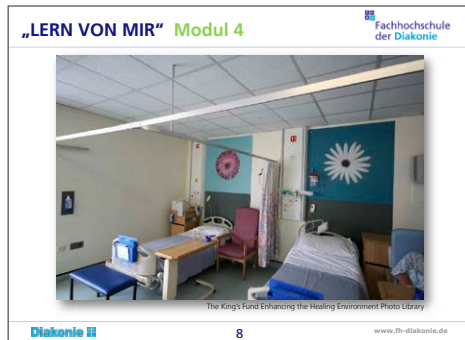 „LERN VON MIR“ Modul 4
Fachhochschule
der Diakonie
The King's Fund Enhancing the Healing Environment Photo Library
Diakonie
8
www.fh-diakonie.de